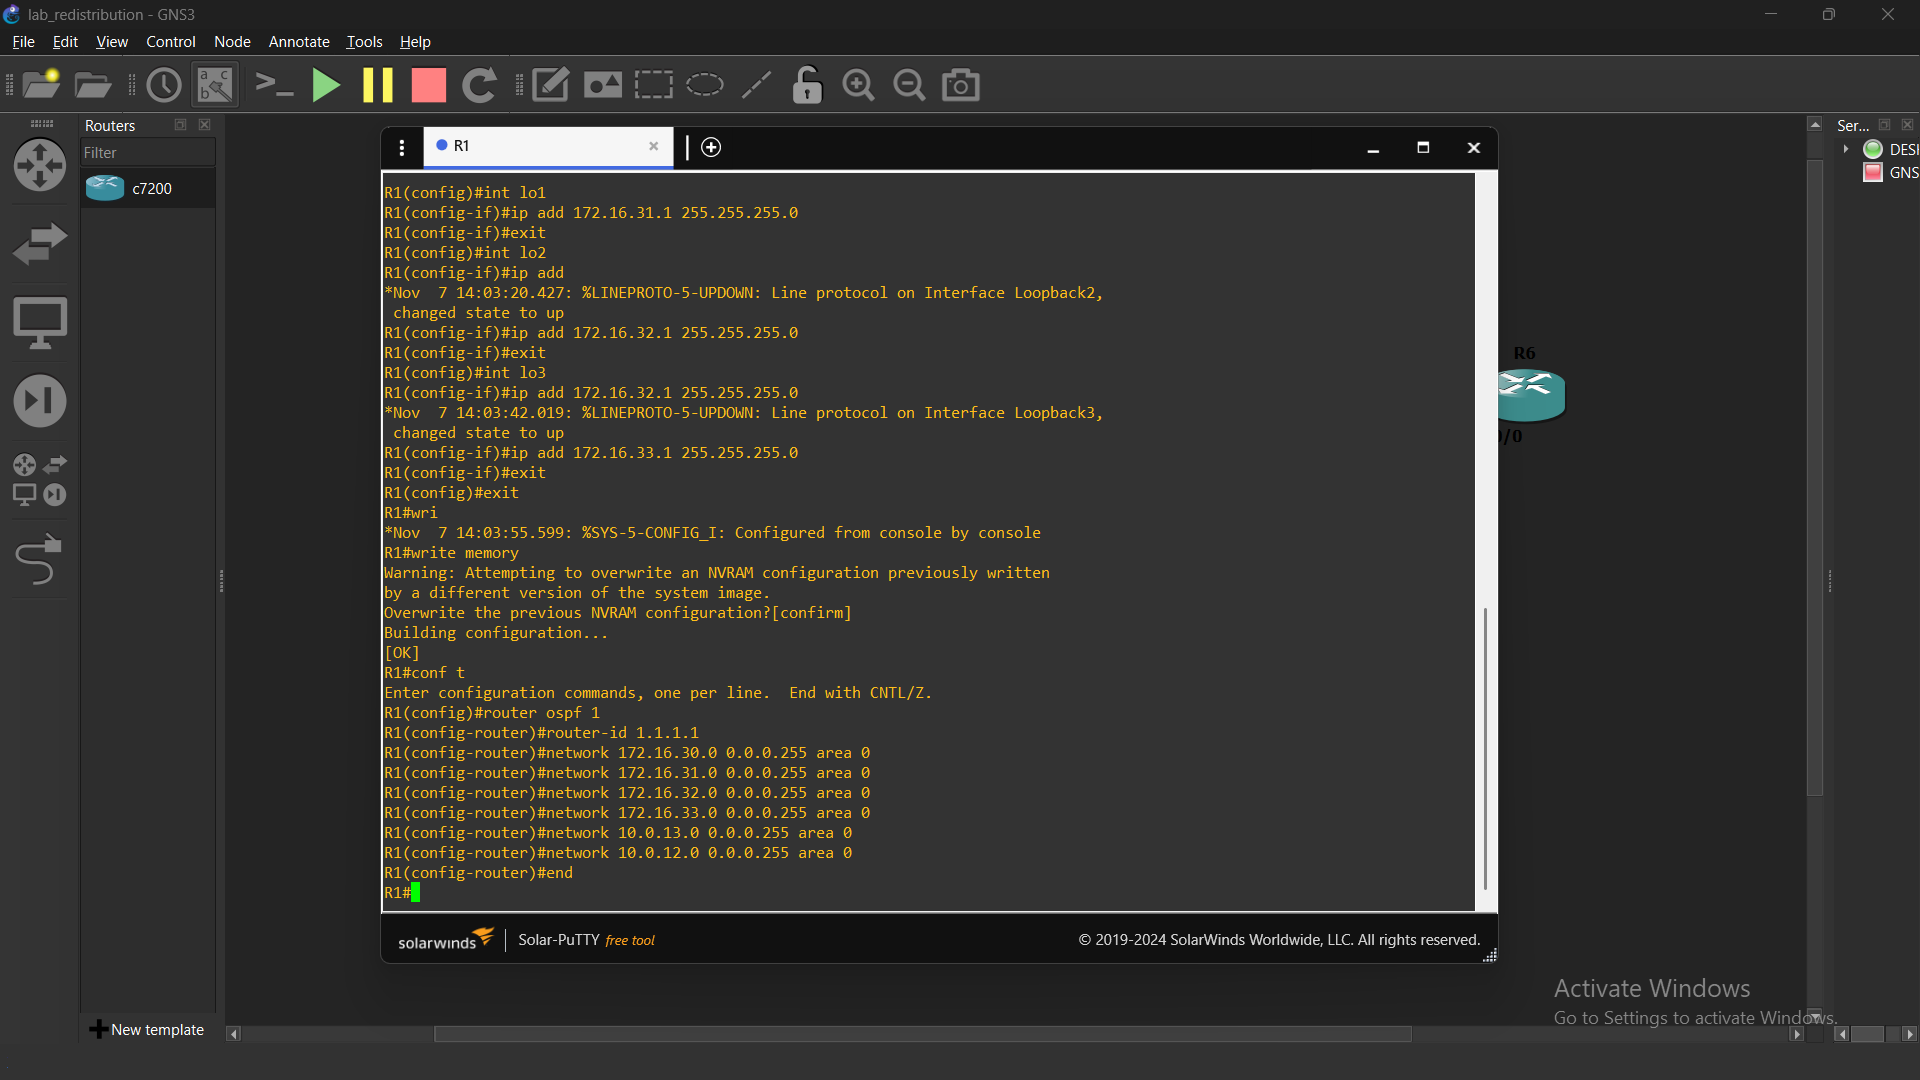 lab_redistribution - GNS3
File Edit View Control Node Annotate Tools Help
Routers
Filter
c7200
New template
R1
R1(config)#int lo1
R1(config-if)#ip add 172.16.31.1 255.255.255.0
R1(config-if)#exit
R1(config)#int lo2
R1(config-if)#ip add
*Nov  7 14:03:20.427: %LINEPROTO-5-UPDOWN: Line protocol on Interface Loopback2,
 changed state to up
R1(config-if)#ip add 172.16.32.1 255.255.255.0
R1(config-if)#exit
R1(config)#int lo3
R1(config-if)#ip add 172.16.32.1 255.255.255.0
*Nov  7 14:03:42.019: %LINEPROTO-5-UPDOWN: Line protocol on Interface Loopback3,
 changed state to up
R1(config-if)#ip add 172.16.33.1 255.255.255.0
R1(config-if)#exit
R1(config)#exit
R1#wri
*Nov  7 14:03:55.599: %SYS-5-CONFIG_I: Configured from console by console
R1#write memory
Warning: Attempting to overwrite an NVRAM configuration previously written
by a different version of the system image.
Overwrite the previous NVRAM configuration?[confirm]
Building configuration...
[OK]
R1#conf t
Enter configuration commands, one per line.  End with CNTL/Z.
R1(config)#router ospf 1
R1(config-router)#router-id 1.1.1.1
R1(config-router)#network 172.16.30.0 0.0.0.255 area 0
R1(config-router)#network 172.16.31.0 0.0.0.255 area 0
R1(config-router)#network 172.16.32.0 0.0.0.255 area 0
R1(config-router)#network 172.16.33.0 0.0.0.255 area 0
R1(config-router)#network 10.0.13.0 0.0.0.255 area 0
R1(config-router)#network 10.0.12.0 0.0.0.255 area 0
R1(config-router)#end
R1#
solarwinds
Solar-PuTTY free tool
© 2019-2024 SolarWinds Worldwide, LLC. All rights reserved.
R6
/0
Ser...
DESI
GNS
Activate Windows
Go to Settings to activate Windows.